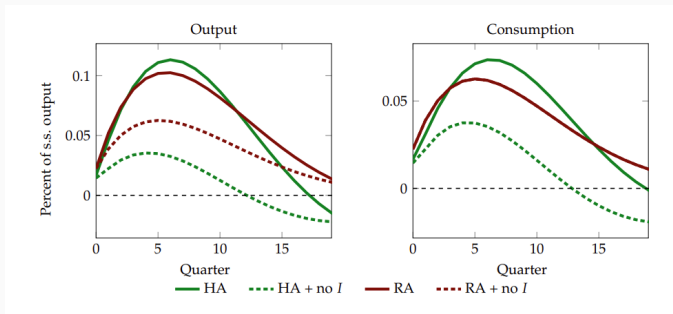 Output
Consumption
Percent of s.s. output
0.1
0.05
0
0 5 10 15
Quarter
0.05
0
0 5 10 15
Quarter
HA HA + no I RA RA + no I